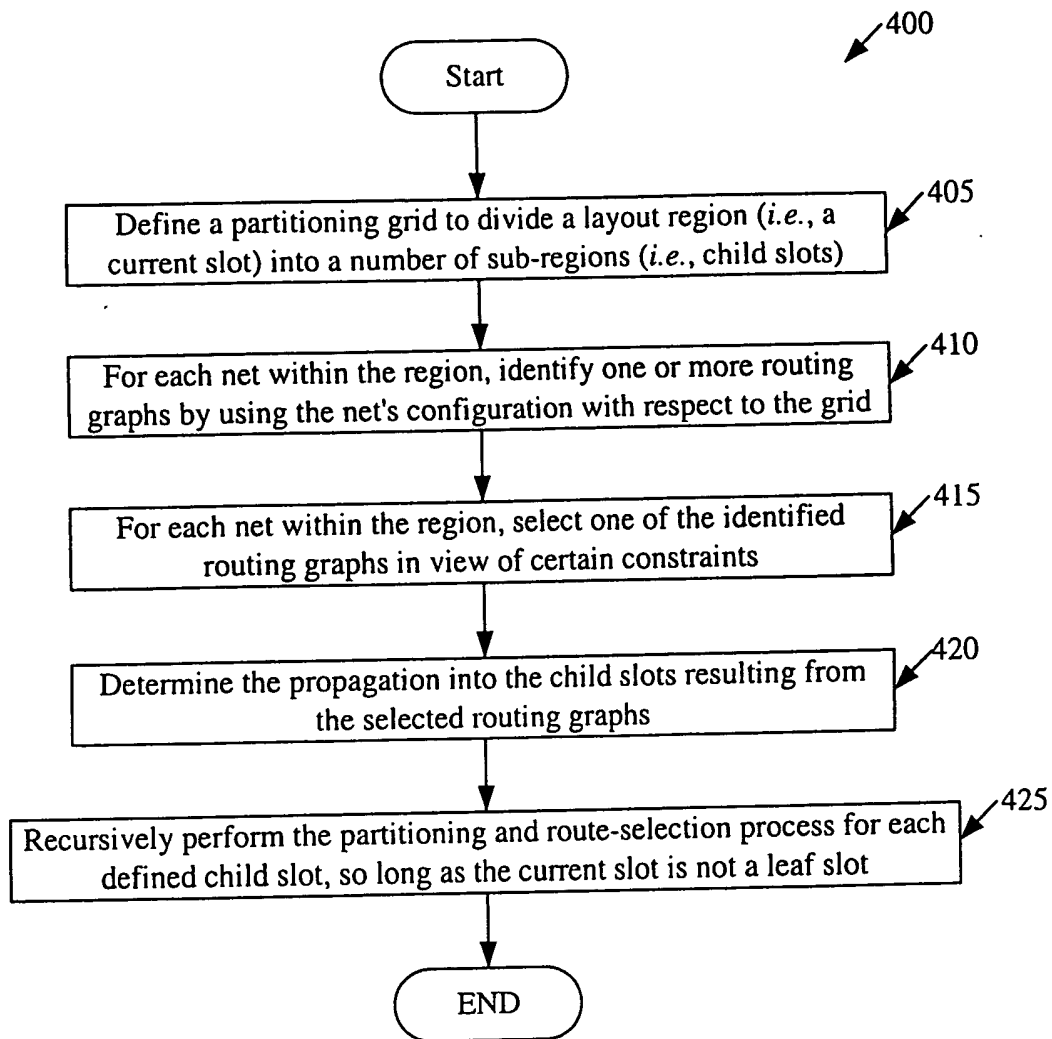 400
Start
405
Define a partitioning grid to divide a layout region (i.e., a
current slot) into a number of sub-regions (i.e., child slots)
410
For each net within the region, identify one or more routing
graphs by using the net's configuration with respect to the grid
415
For each net within the region, select one of the identified
routing graphs in view of certain constraints
420
Determine the propagation into the child slots resulting from
the selected routing graphs
425
Recursively perform the partitioning and route-selection process for each
defined child slot, so long as the current slot is not a leaf slot
END